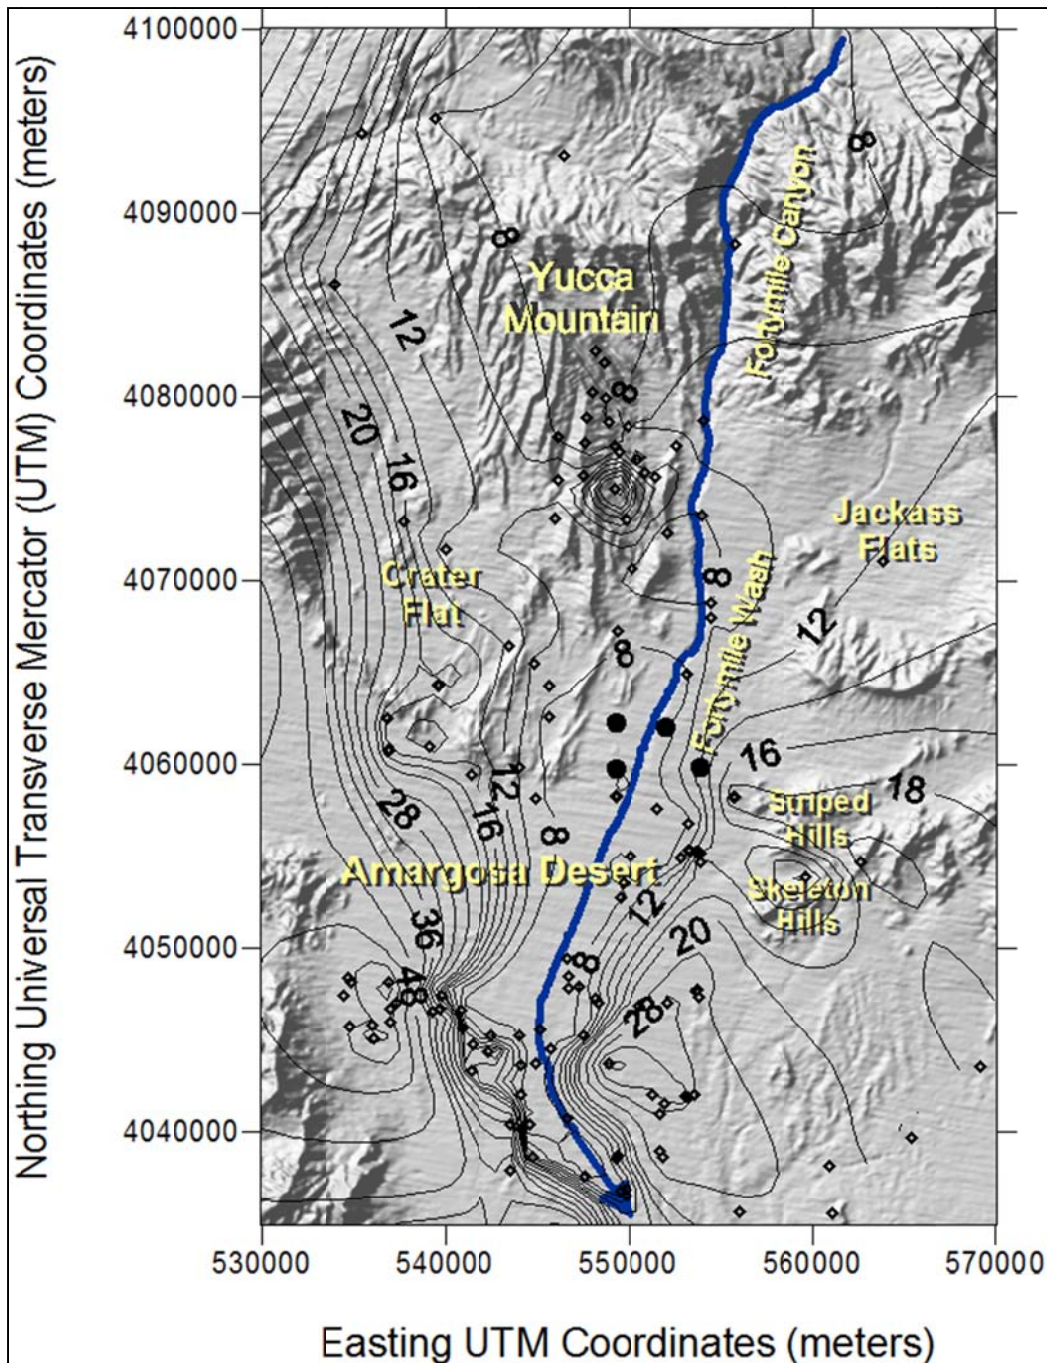 Northing Universal Transverse Mercator (UTM) Coordinates (meters)
4100000
4090000
4080000
4070000
4060000
4050000
4040000
8
8
Fortymile Canyon
Yucca
Mountain
12
8
20
16
Jackass
Flats
Crater
Flat
8
12
8
Fortymile Wash
16
12
18
28
16
8
Striped
Hills
Amargosa Desert
Skeleton
Hills
12
36
20
8
48
28
530000
540000
550000
560000
570000
Easting UTM Coordinates (meters)